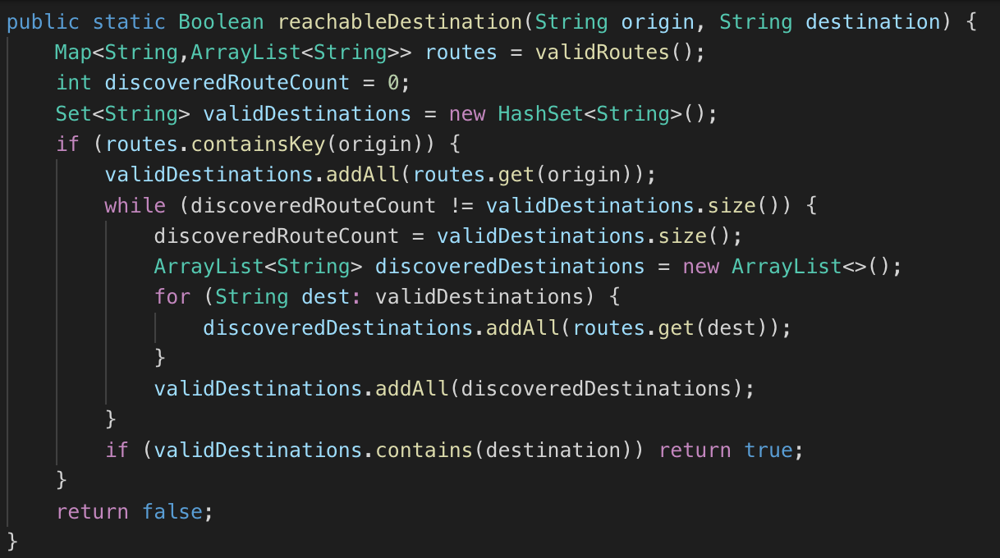 public static Boolean reachableDestination(String origin, String destination) {
    Map<String,ArrayList<String>> routes = validRoutes();
    int discoveredRouteCount = 0;
    Set<String> validDestinations = new HashSet<String>();
    if (routes.containsKey(origin)) {
        validDestinations.addAll(routes.get(origin));
        while (discoveredRouteCount != validDestinations.size()) {
            discoveredRouteCount = validDestinations.size();
            ArrayList<String> discoveredDestinations = new ArrayList<>();
            for (String dest: validDestinations) {
                discoveredDestinations.addAll(routes.get(dest));
            }
            validDestinations.addAll(discoveredDestinations);
        }
        if (validDestinations.contains(destination)) return true;
    }
    return false;
}